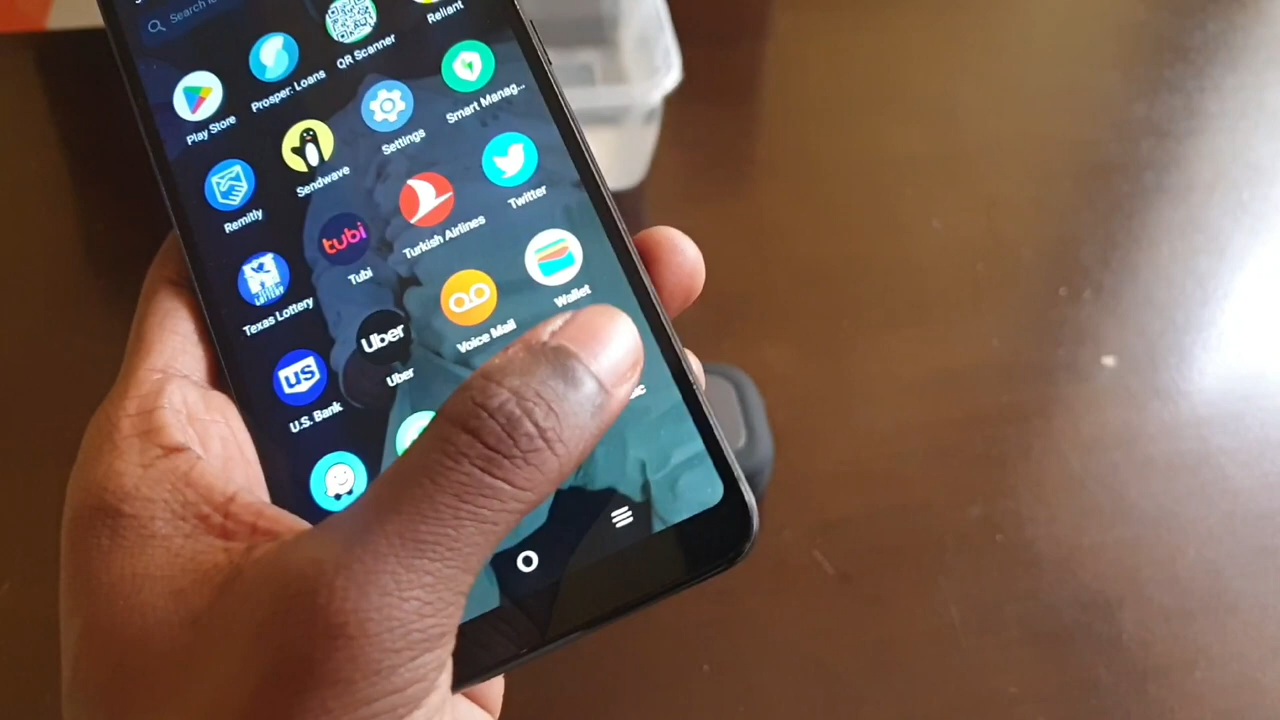 Search
Reliant
QR Scanner
Prosper: Loans
Play Store
Smart Manag...
Settings
Sendwave
Remitly
Twitter
Turkish Airlines
tubi
Tubi
Texas Lottery
Wallet
Voice Mail
Uber
Uber
us
U.S. Bank